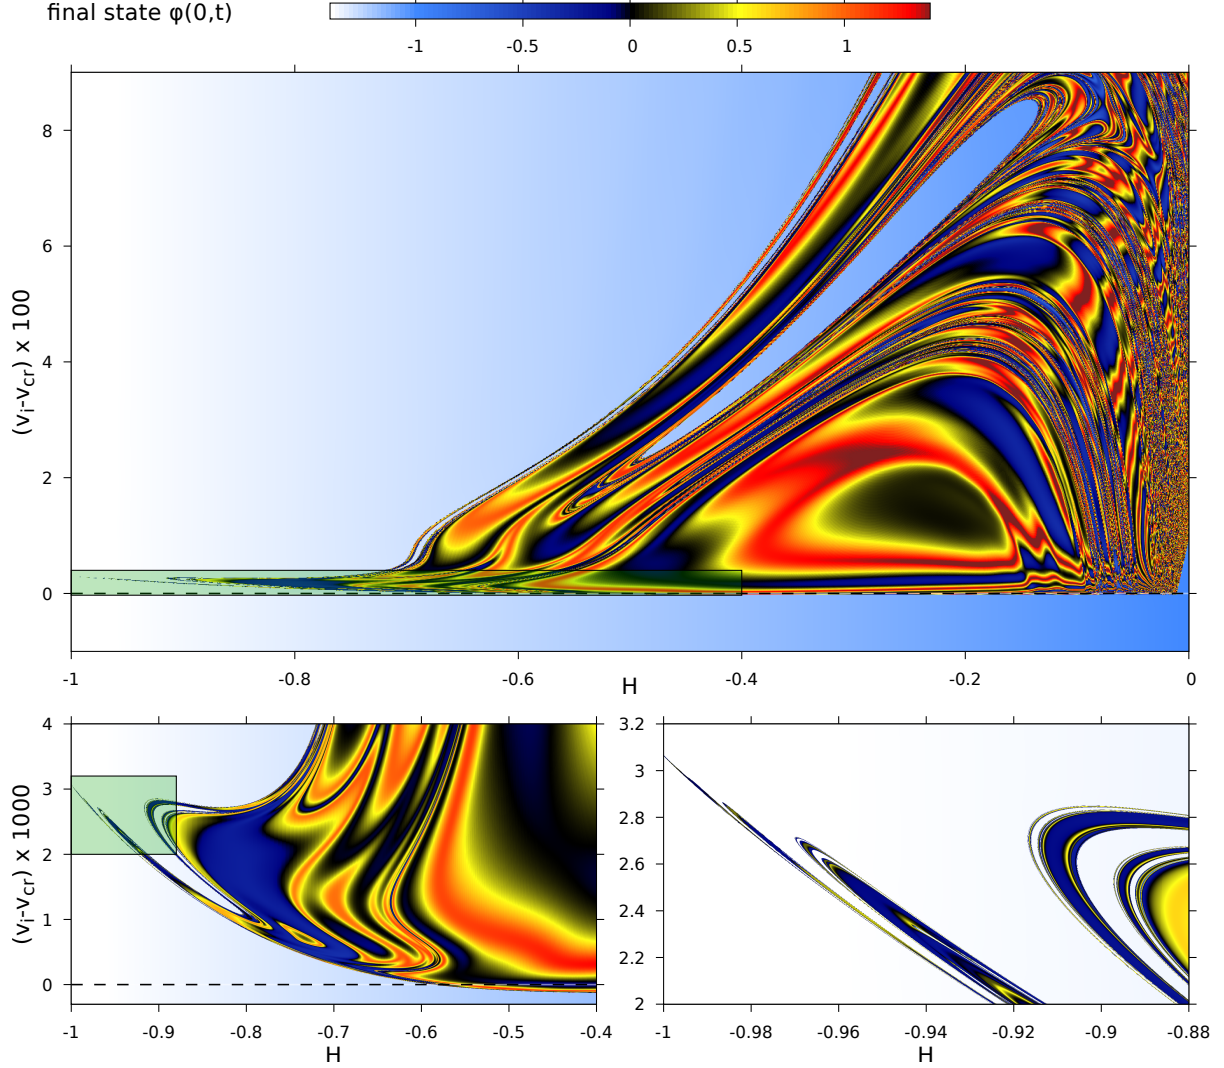 final state φ(0,t)
-1 -0.5 0 0.5 1
(v_i-v_cr) x 100
8
6
4
2
0
-1 -0.8 -0.6 -0.4 -0.2 0
H
(v_i-v_cr) x 1000
4
3
2
1
0
-1 -0.9 -0.8 -0.7 -0.6 -0.5 -0.4
H
3.2
3
2.8
2.6
2.4
2.2
2
-1 -0.98 -0.96 -0.94 -0.92 -0.9 -0.88
H